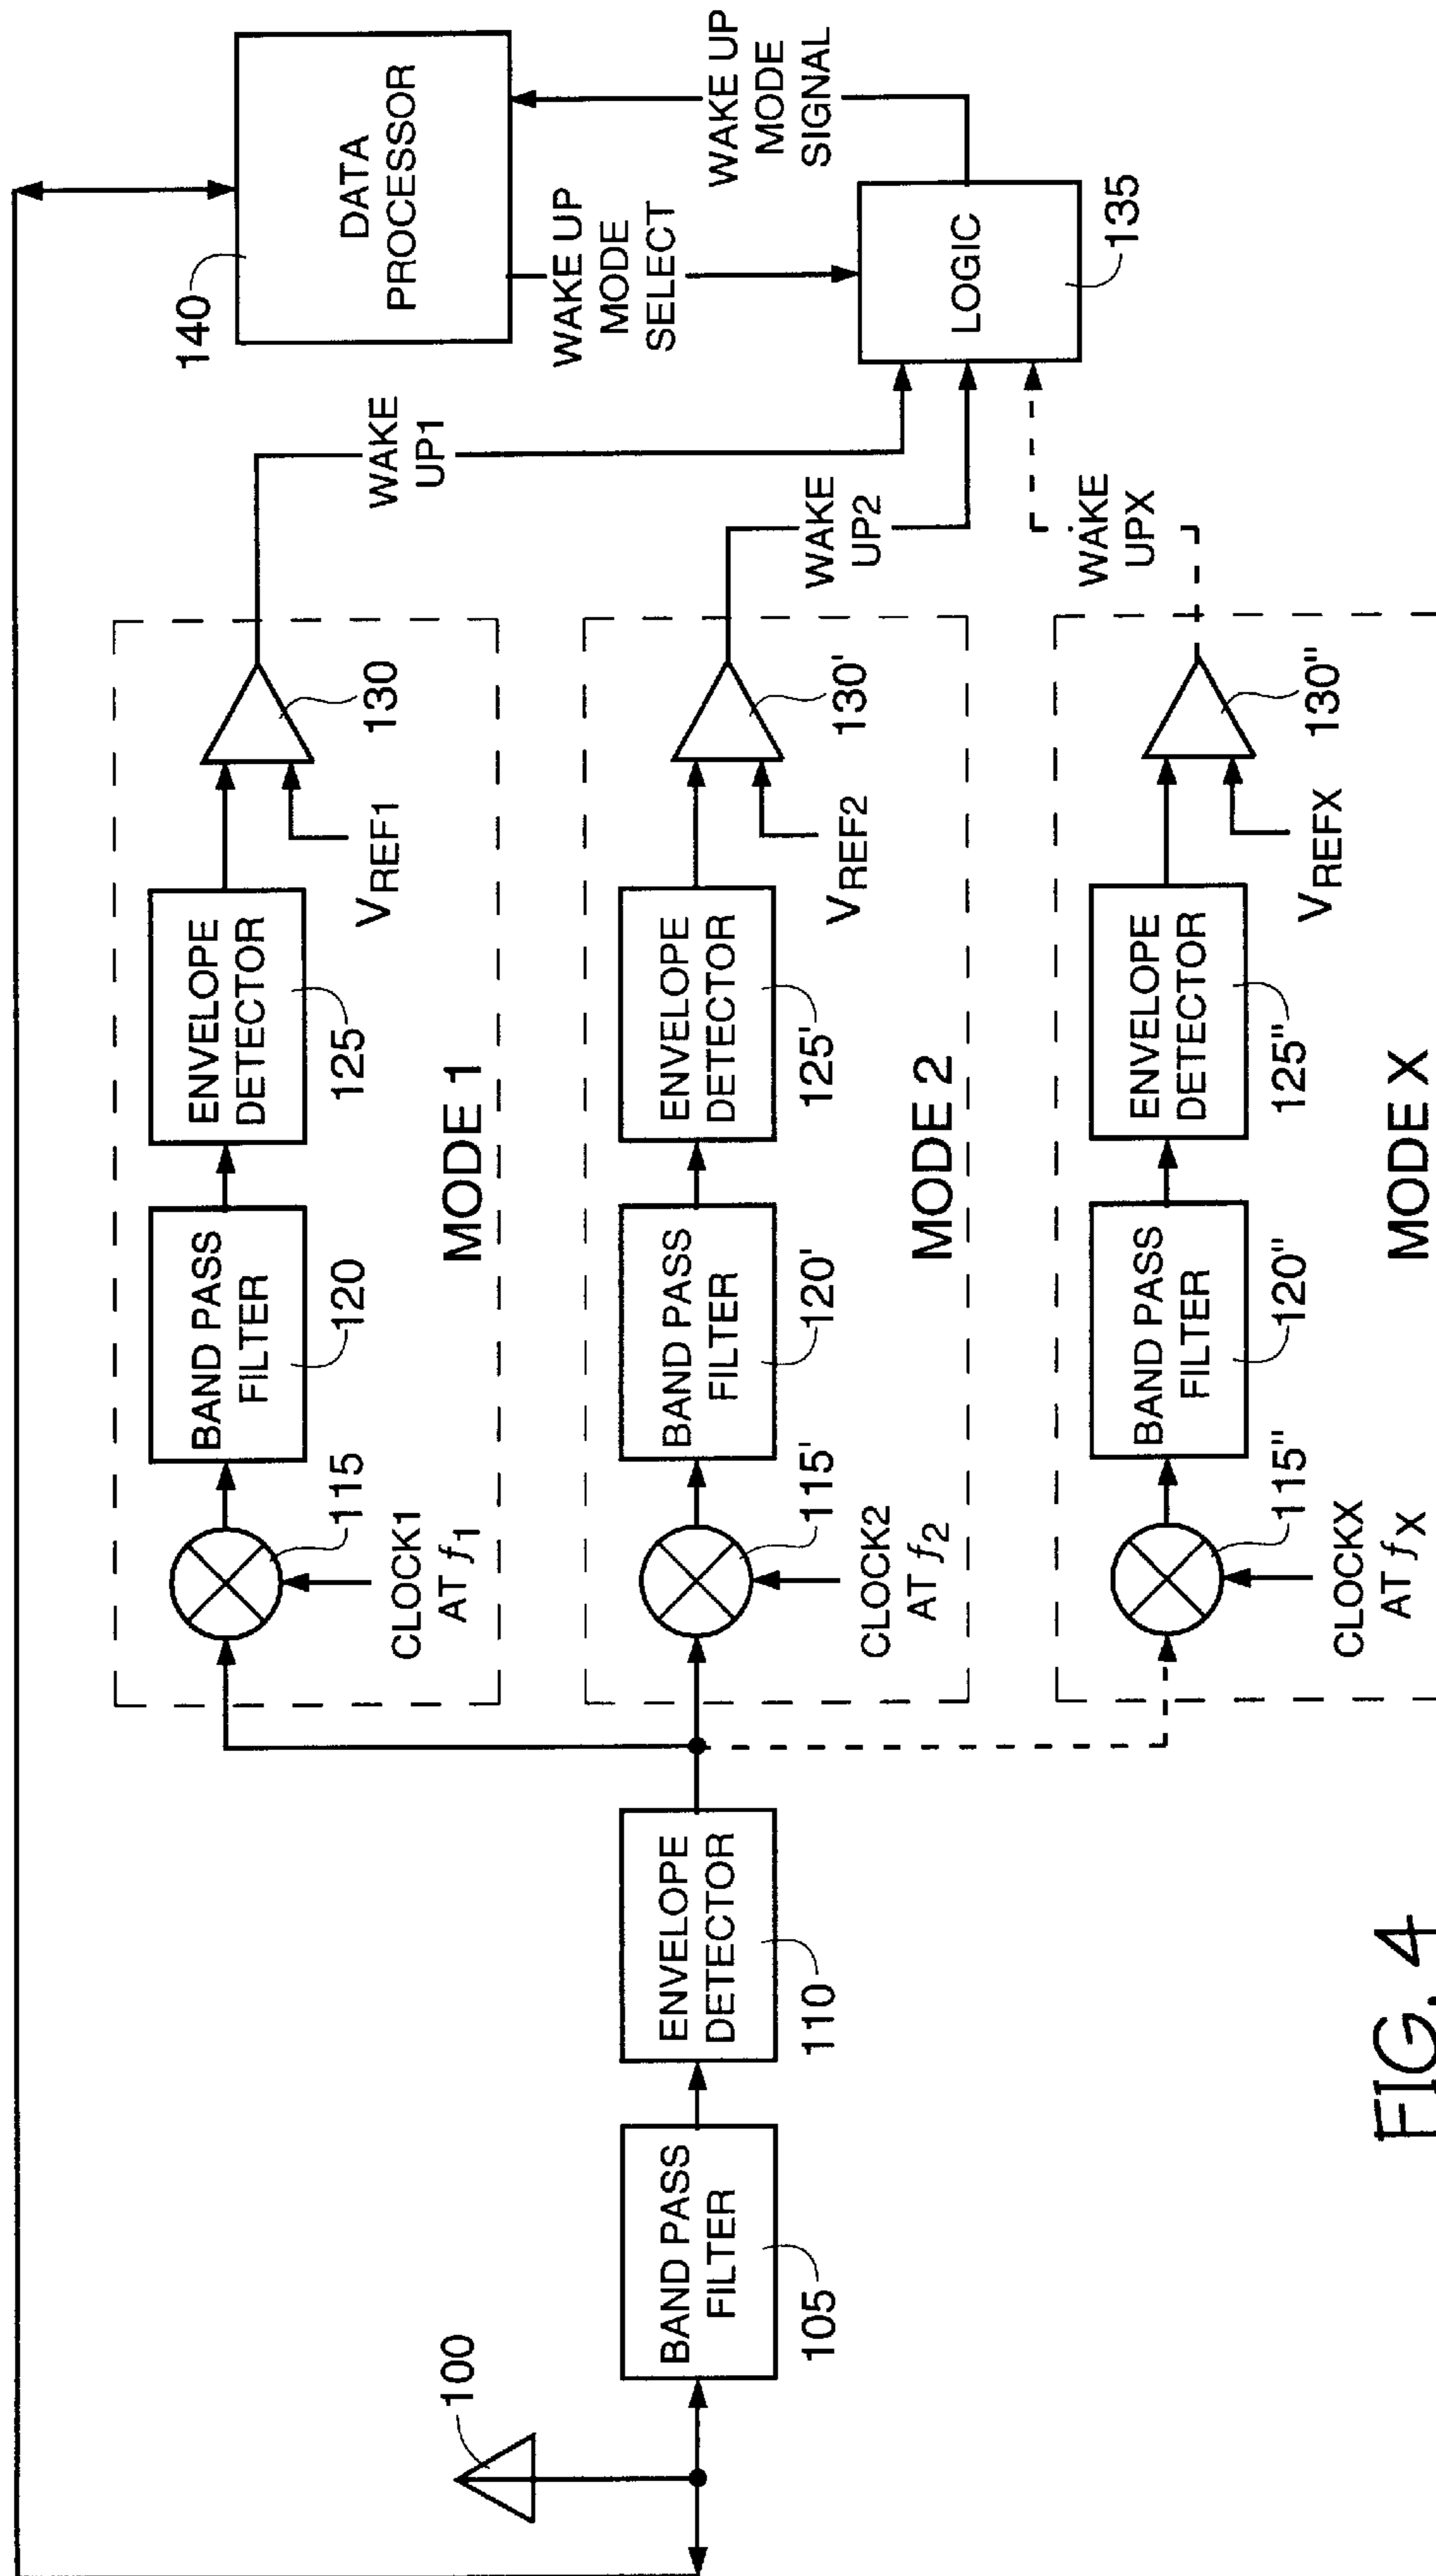 100
BAND PASS
FILTER
105
ENVELOPE
DETECTOR
110
115
CLOCK1
AT f1
BAND PASS
FILTER
120
ENVELOPE
DETECTOR
125
VREF1
130
MODE 1
WAKE
UP1
115'
CLOCK2
AT f2
BAND PASS
FILTER
120'
ENVELOPE
DETECTOR
125'
VREF2
130'
MODE 2
WAKE
UP2
115"
CLOCKX
AT fX
BAND PASS
FILTER
120"
ENVELOPE
DETECTOR
125"
VREFX
130"
MODE X
WAKE
UPX
140
DATA
PROCESSOR
WAKE UP
MODE
SELECT
WAKE UP
MODE
SIGNAL
LOGIC
135
FIG. 4